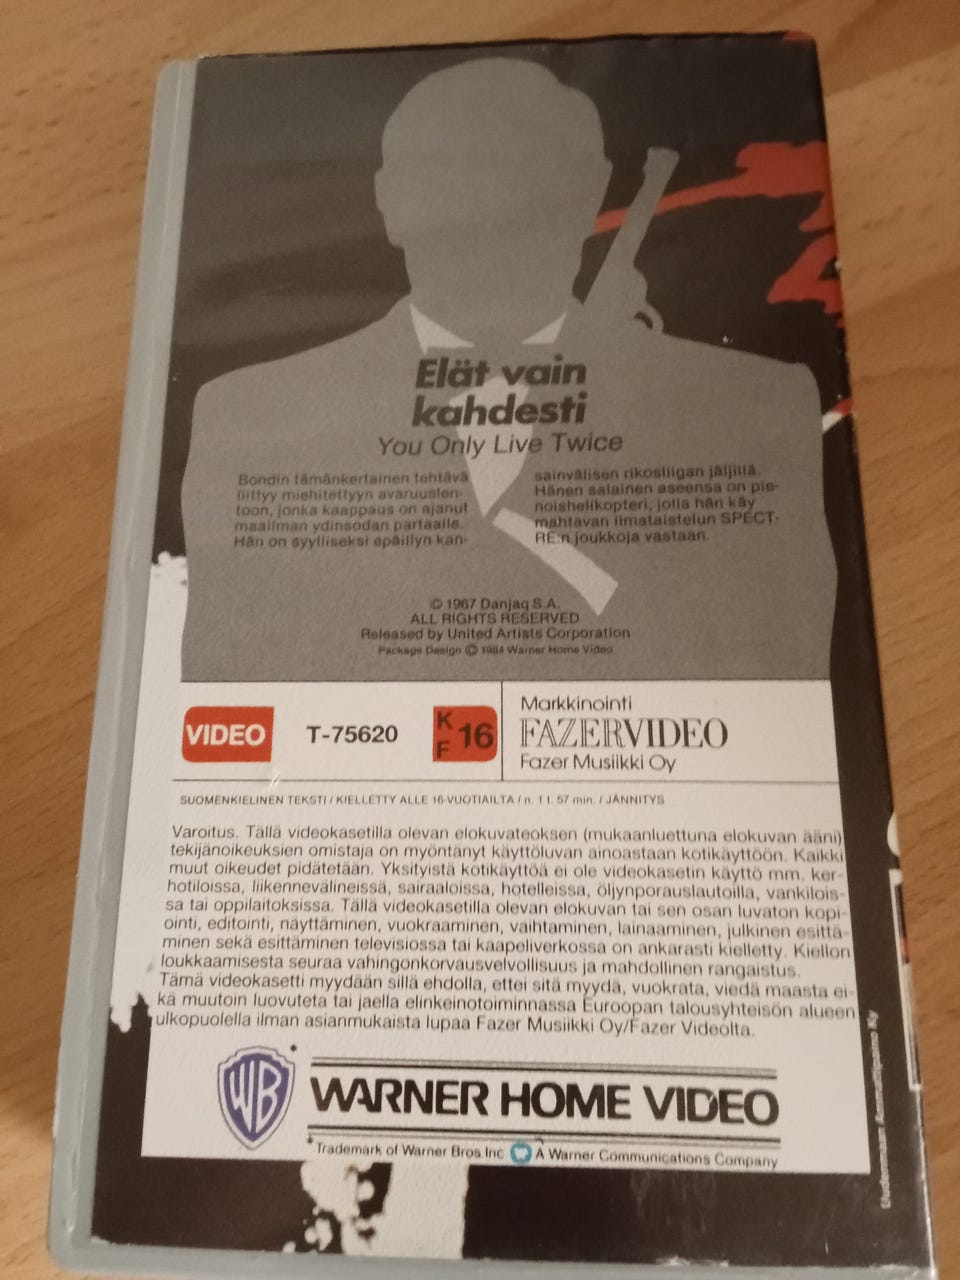 Elät vain
kahdesti
You Only Live Twice
Bondin tämänkertainen tehtävä
liittyy miehitettyyn avaruuslen-
toon, jonka kaappaus on ajanut
maailman ydinsodan partaalle.
Hän on syylliseksi epäillyn kan-
sainvälisen rikosliigan jäljillä.
Hänen salainen aseensa on pie-
noishelikopteri, jolla hän käy
mahtavan ilmataistelun SPECT-
RE:n joukkoja vastaan.
© 1967 Danjaq S.A.
ALL RIGHTS RESERVED
Released by United Artists Corporation
Package Design © 1984 Warner Home Video
VIDEO
T-75620
K
F
16
Markkinointi
FAZERVIDEO
Fazer Musiikki Oy
SUOMENKIELINEN TEKSTI / KIELLETTY ALLE 16-VUOTIAILTA / n. 1 t. 57 min. / JÄNNITYS
Varoitus. Tällä videokasetilla olevan elokuvateoksen (mukaanluettuna elokuvan ääni)
tekijänoikeuksien omistaja on myöntänyt käyttöluvan ainoastaan kotikäyttöön. Kaikki
muut oikeudet pidätetään. Yksityistä kotikäyttöä ei ole videokasetin käyttö mm. ker-
hotiloissa, liikennevälineissä, sairaaloissa, hotelleissa, öljynporauslautoilla, vankilois-
sa tai oppilaitoksissa. Tällä videokasetilla olevan elokuvan tai sen osan luvaton kopi-
ointi, editointi, näyttäminen, vuokraaminen, vaihtaminen, lainaaminen, julkinen esittä-
minen sekä esittäminen televisiossa tai kaapeliverkossa on ankarasti kielletty. Kiellon
loukkaamisesta seuraa vahingonkorvausvelvollisuus ja mahdollinen rangaistus.
Tämä videokasetti myydään sillä ehdolla, ettei sitä myydä, vuokrata, viedä maasta ei-
kä muutoin luovuteta tai jaella elinkeinotoiminnassa Euroopan talousyhteisön alueen
ulkopuolella ilman asianmukaista lupaa Fazer Musiikki Oy/Fazer Videolta.
WB
*
WARNER HOME VIDEO
*Trademark of Warner Bros Inc. A Warner Communications Company
Uudenmaan Ky